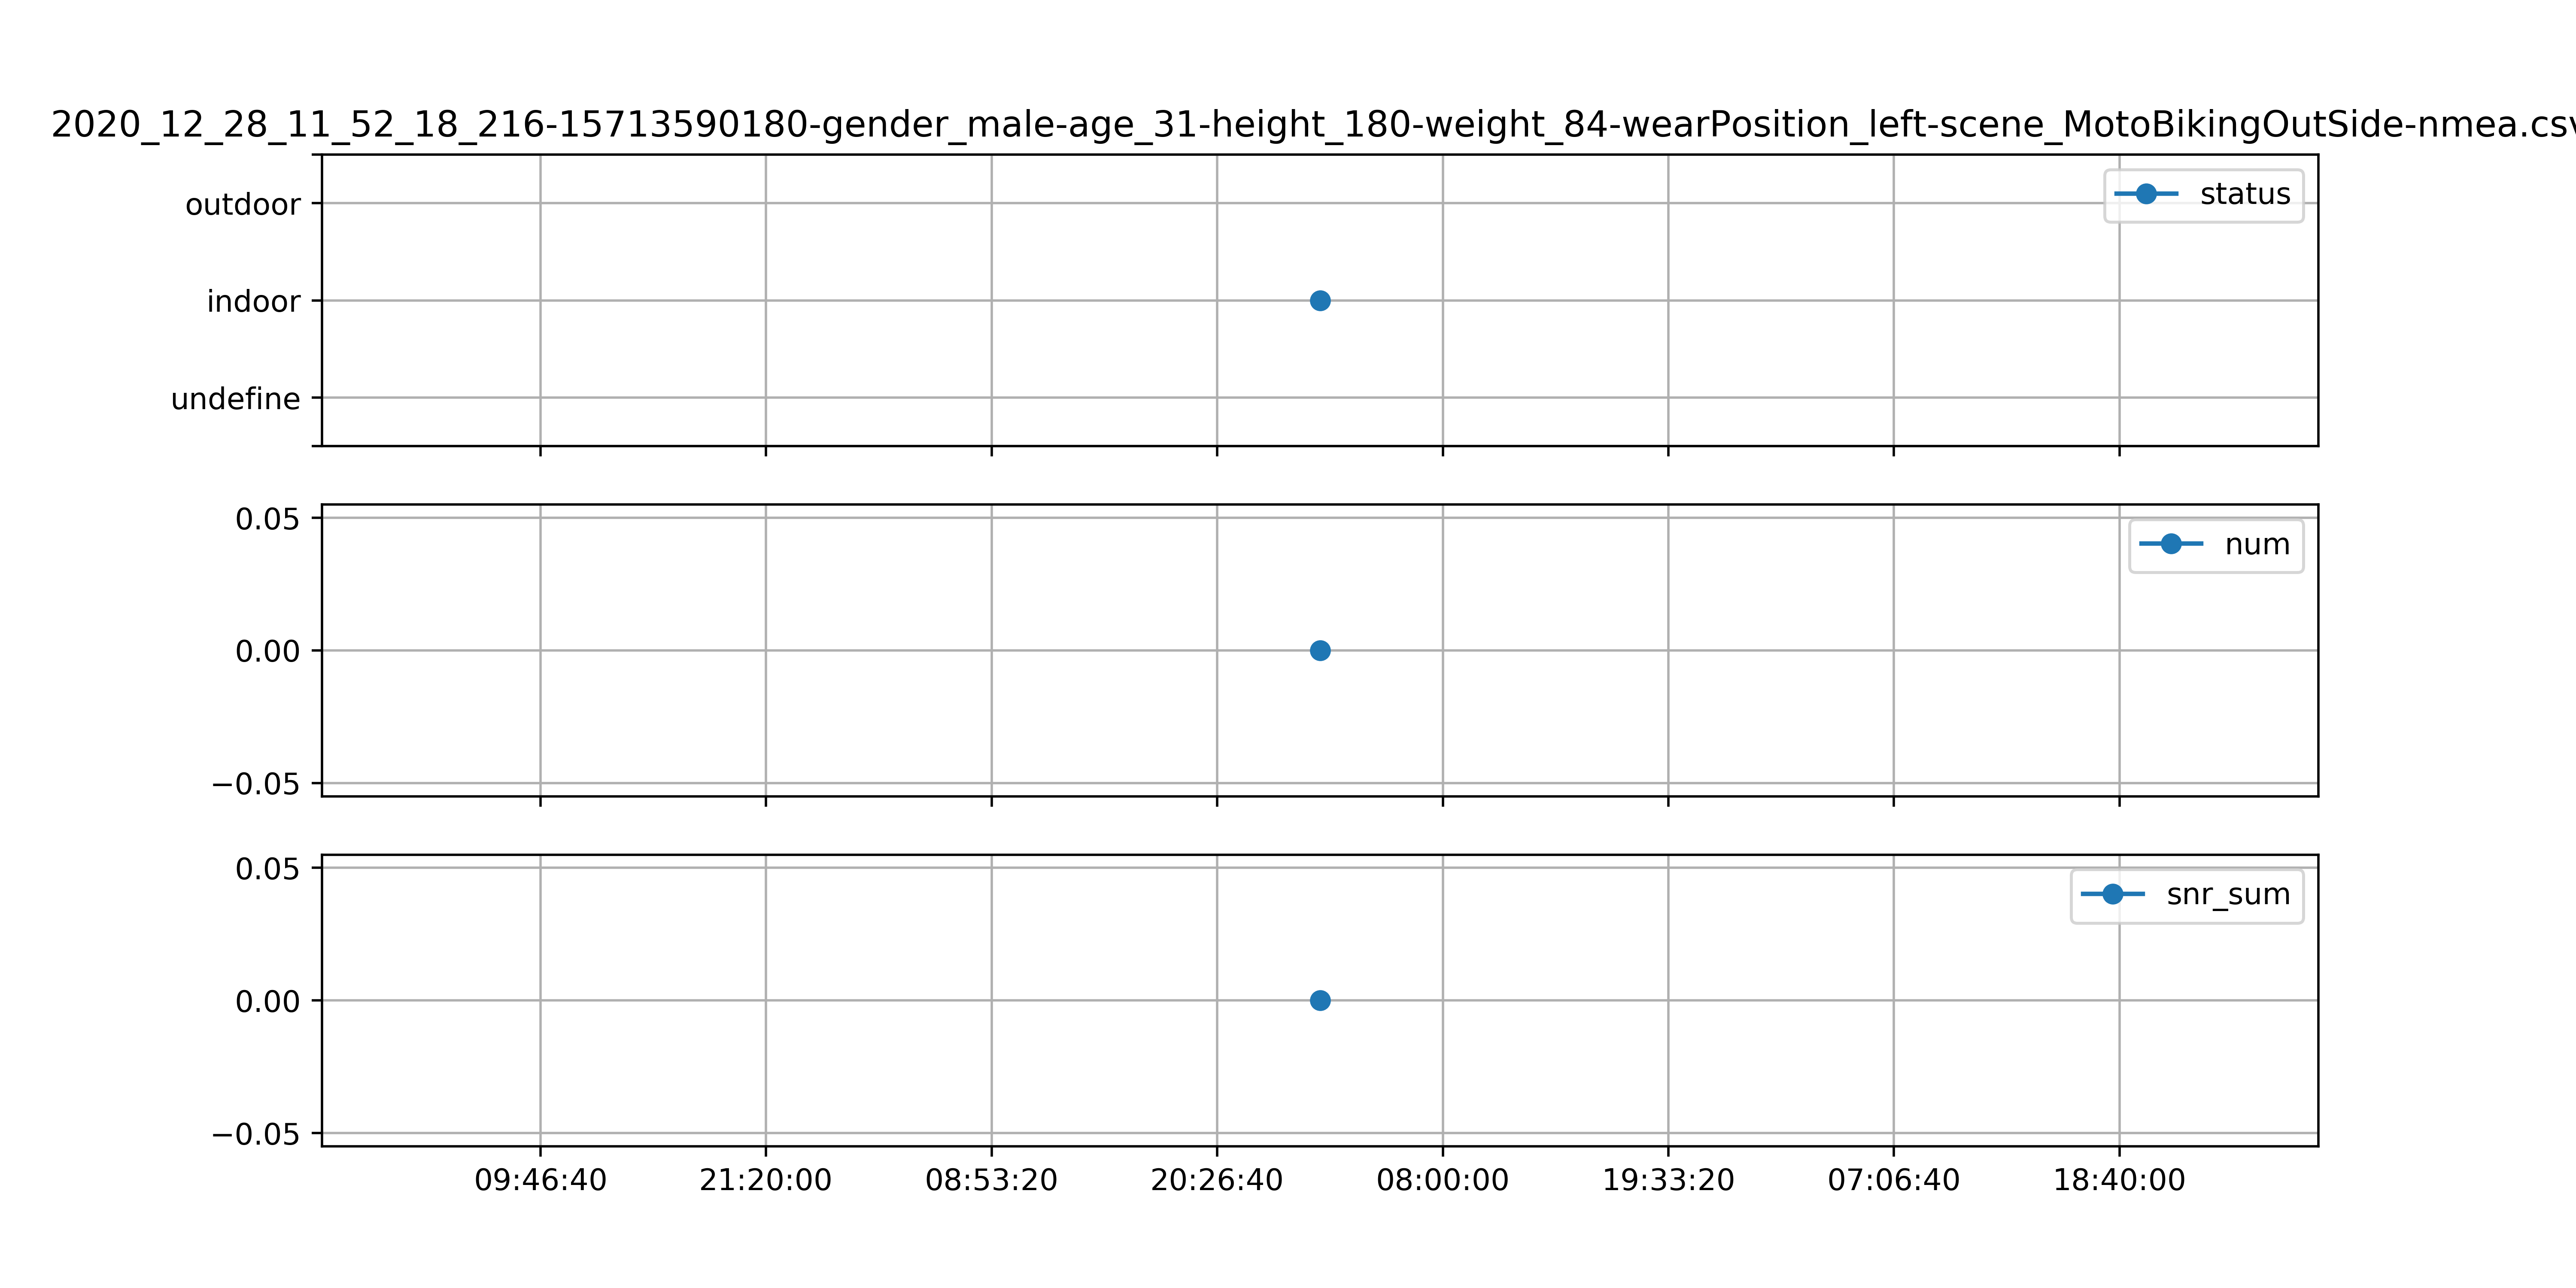 2020_12_28_11_52_18_216-15713590180-gender_male-age_31-height_180-weight_84-wearPosition_left-scene_MotoBikingOutSide-nmea.csv
outdoor
status
indoor
undefine
0.05
num
0.00
−0.05
0.05
snr_sum
0.00
−0.05
09:46:40 21:20:00 08:53:20 20:26:40 08:00:00 19:33:20 07:06:40 18:40:00